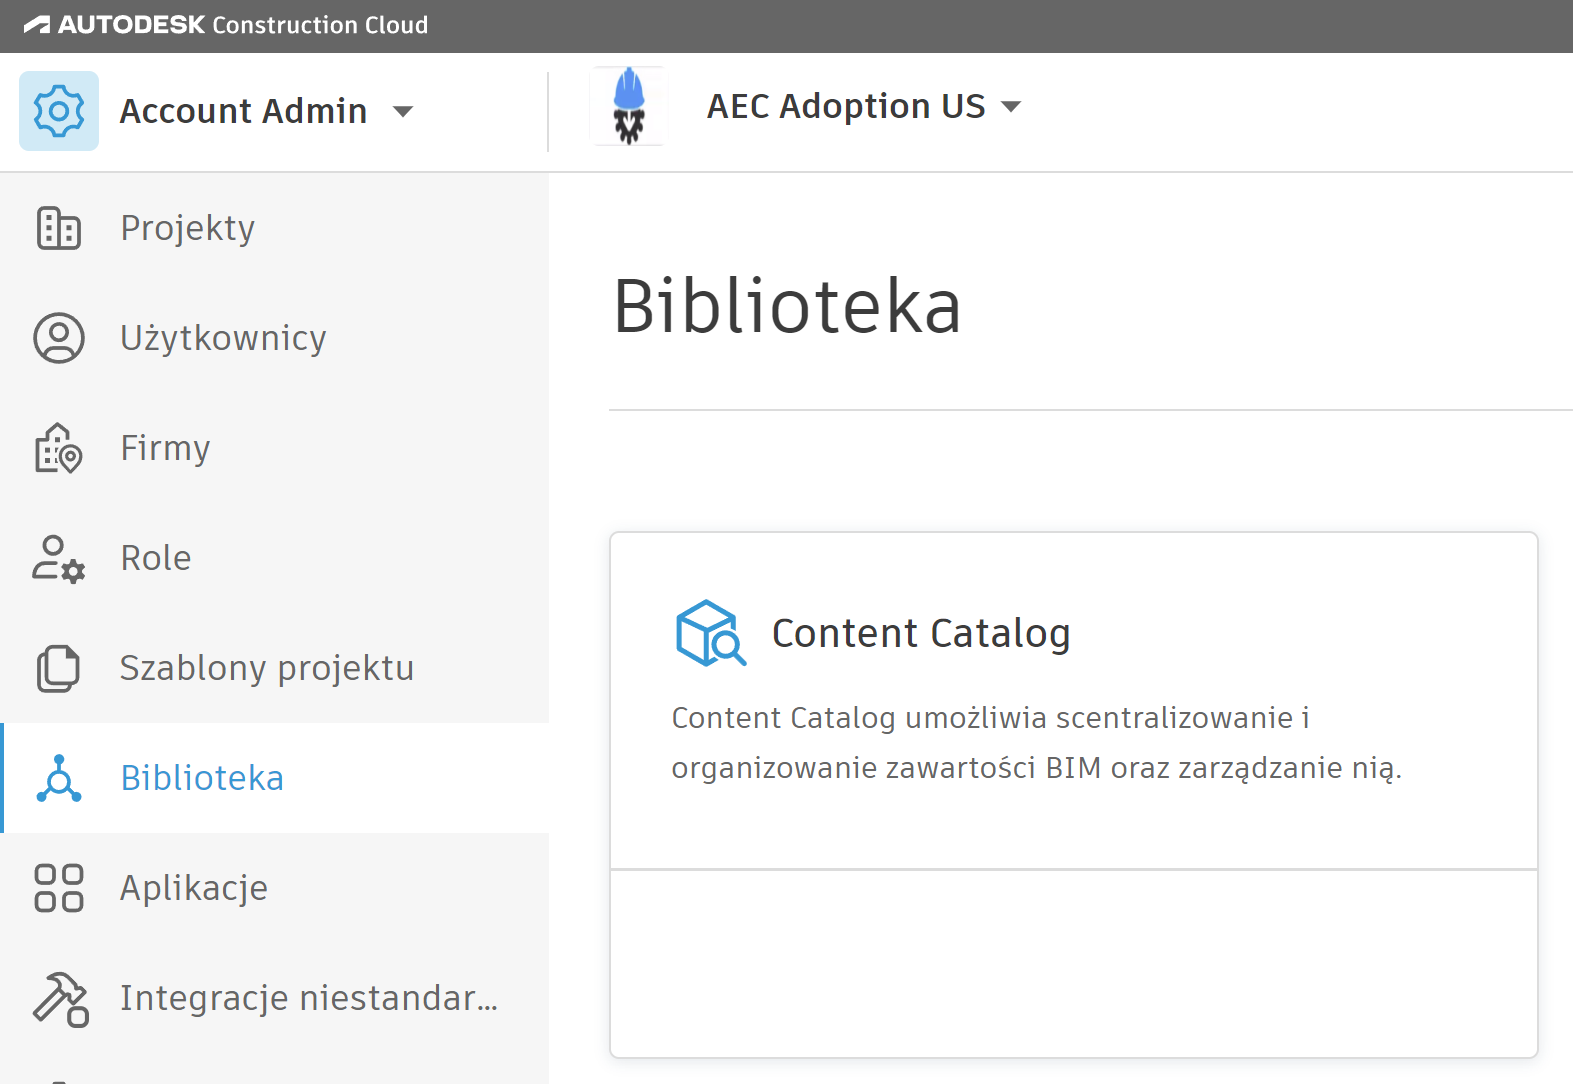 AUTODESK Construction Cloud
Account Admin
AEC Adoption US
Projekty
Użytkownicy
Firmy
Role
Szablony projektu
Biblioteka
Aplikacje
Integracje niestandar...
Biblioteka
Content Catalog
Content Catalog umożliwia scentralizowanie i
organizowanie zawartości BIM oraz zarządzanie nią.